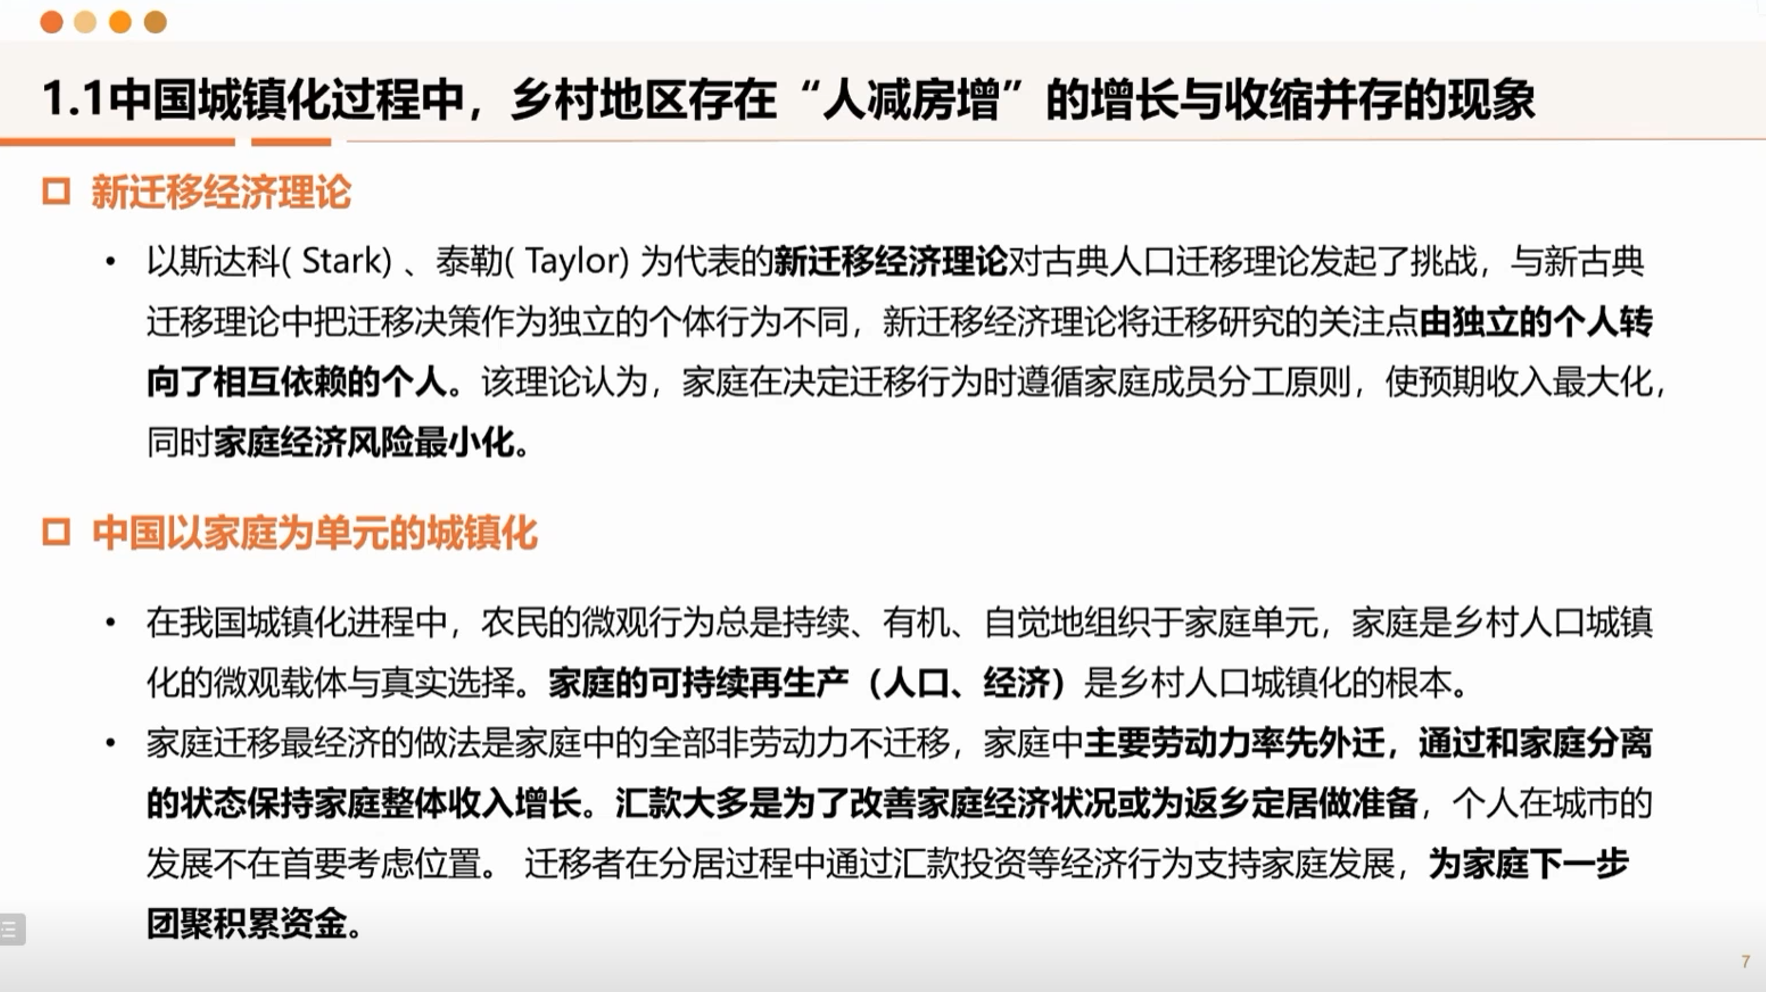 1.1中国城镇化过程中，乡村地区存在“人减房增”的增长与收缩并存的现象
新迁移经济理论
• 以斯达科( Stark) 、泰勒( Taylor) 为代表的新迁移经济理论对古典人口迁移理论发起了挑战，与新古典
迁移理论中把迁移决策作为独立的个体行为不同，新迁移经济理论将迁移研究的关注点由独立的个人转
向了相互依赖的个人。该理论认为，家庭在决定迁移行为时遵循家庭成员分工原则，使预期收入最大化，
同时家庭经济风险最小化。
中国以家庭为单元的城镇化
• 在我国城镇化进程中，农民的微观行为总是持续、有机、自觉地组织于家庭单元，家庭是乡村人口城镇
化的微观载体与真实选择。家庭的可持续再生产（人口、经济）是乡村人口城镇化的根本。
• 家庭迁移最经济的做法是家庭中的全部非劳动力不迁移，家庭中主要劳动力率先外迁，通过和家庭分离
的状态保持家庭整体收入增长。汇款大多是为了改善家庭经济状况或为返乡定居做准备，个人在城市的
发展不在首要考虑位置。 迁移者在分居过程中通过汇款投资等经济行为支持家庭发展，为家庭下一步
团聚积累资金。
7